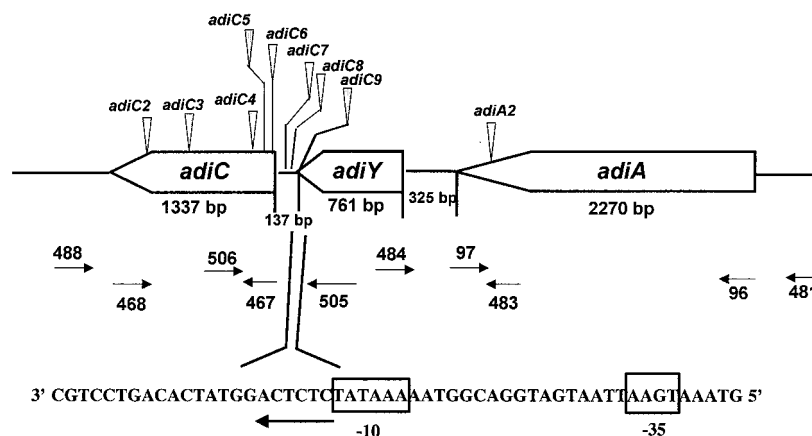 adiC5
adiC6
adiC7
adiC8
adiC9
adiC2
adiC3
adiC4
adiA2
adiC
adiY
adiA
1337 bp
137 bp
761 bp
325 bp
2270 bp
488
506
484
97
468
467
505
483
96
481
3' CGTCCTGACACTATGGACTCTCTATAAAAATGGCAGGTAGTAATTAAGTAAATG 5'
-10
-35